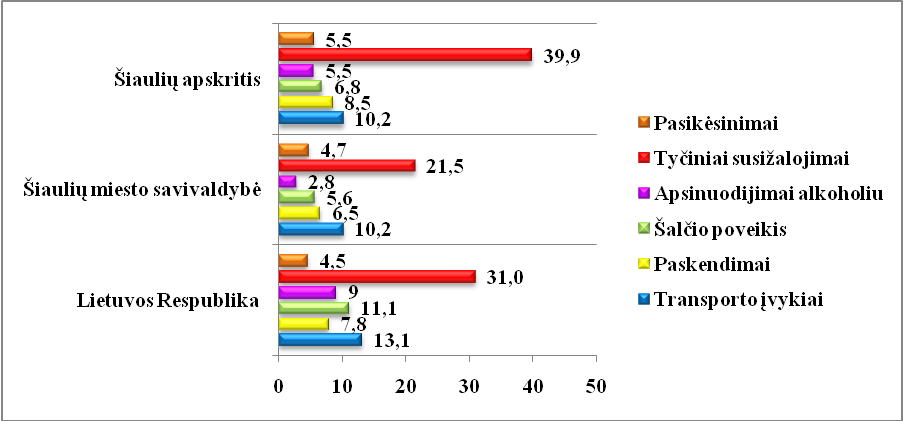 Šiaulių apskritis
5,5
39,9
5,5
6,8
8,5
10,2
Šiaulių miesto savivaldybė
4,7
21,5
2,8
5,6
6,5
10,2
Lietuvos Respublika
4,5
31,0
9
11,1
7,8
13,1
0 10 20 30 40 50
Pasikėsinimai
Tyčiniai susižalojimai
Apsinuodijimai alkoholiu
Šalčio poveikis
Paskendimai
Transporto įvykiai